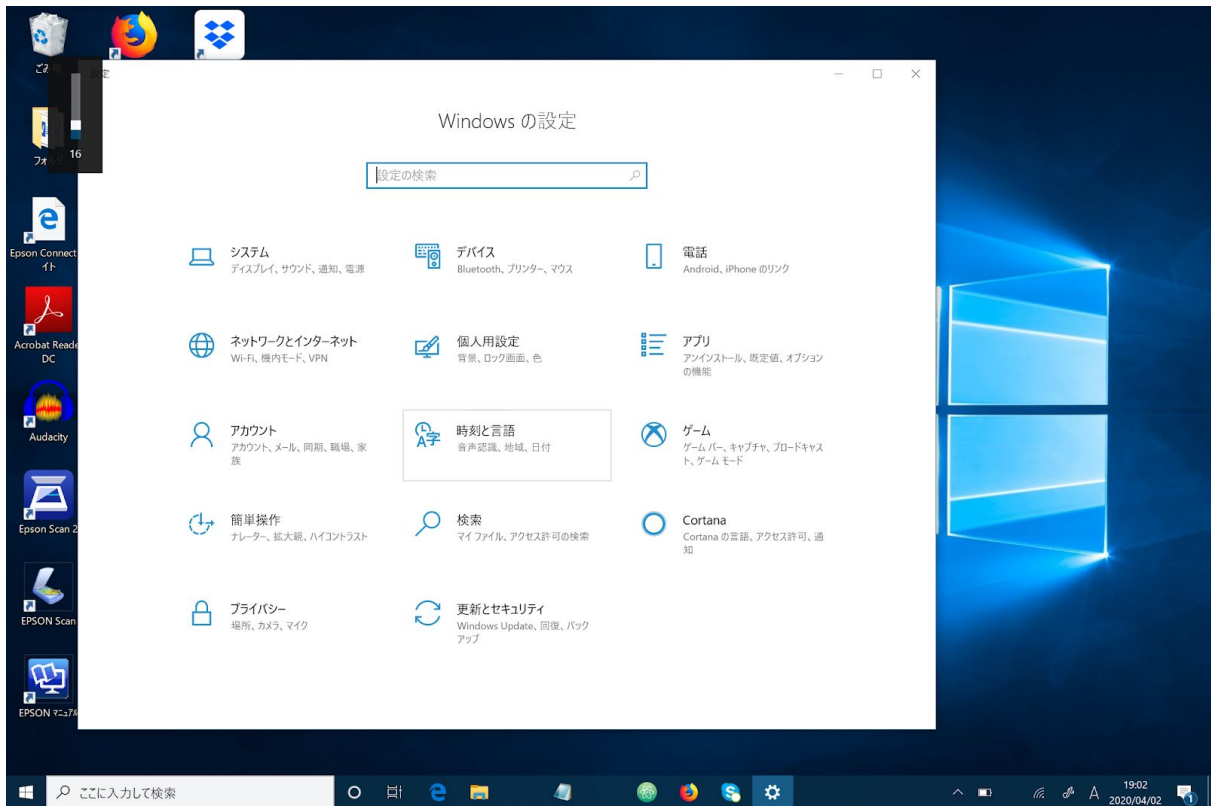 設定
Windows の設定
設定の検索
システム
ディスプレイ、サウンド、通知、電源
デバイス
Bluetooth、プリンター、マウス
電話
Android、iPhone のリンク
ネットワークとインターネット
Wi-Fi、機内モード、VPN
個人用設定
背景、ロック画面、色
アプリ
アンインストール、既定値、オプション
の機能
アカウント
アカウント、メール、同期、職場、家
族
時刻と言語
音声認識、地域、日付
ゲーム
ゲーム バー、キャプチャ、ブロードキャス
ト、ゲーム モード
簡単操作
ナレーター、拡大鏡、ハイコントラスト
検索
マイ ファイル、アクセス許可の検索
Cortana
Cortana の言語、アクセス許可、通
知
プライバシー
場所、カメラ、マイク
更新とセキュリティ
Windows Update、回復、バック
アップ
16
Epson Connect
イト
Acrobat Reade
DC
Audacity
Epson Scan 2
EPSON Scan
EPSON マニュアル
ここに入力して検索
A
19:02
2020/04/02
1